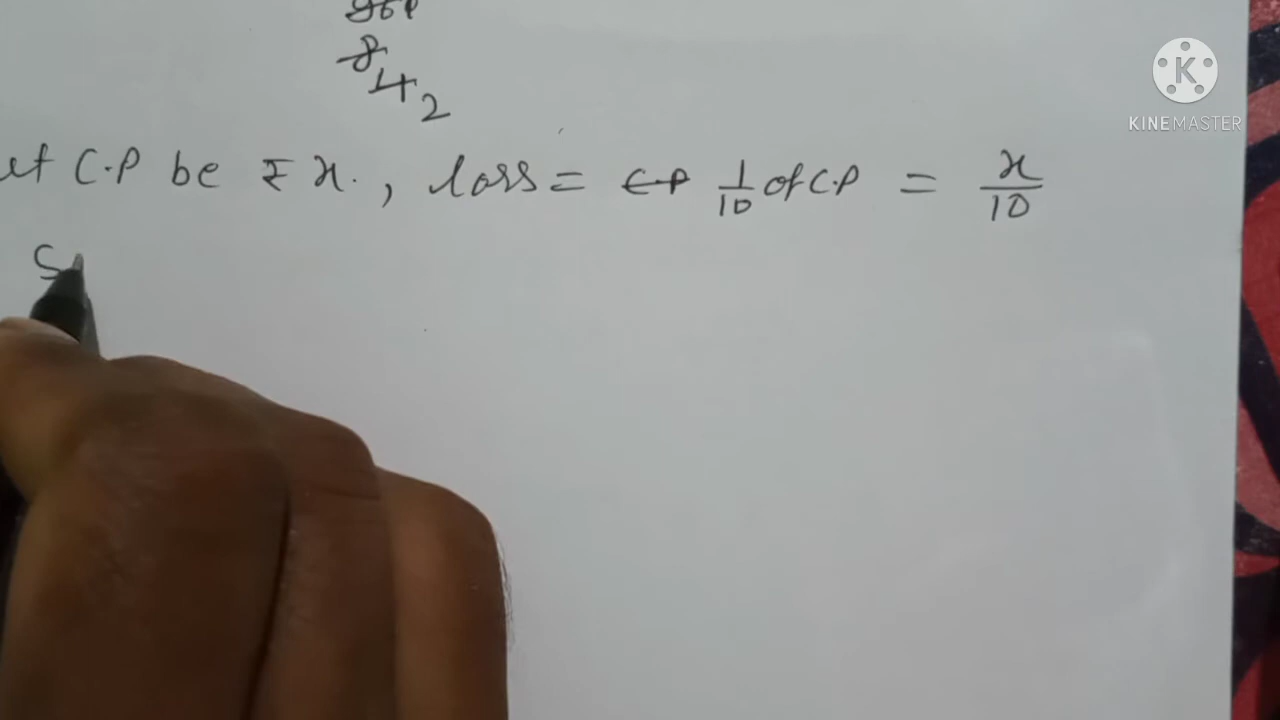 8
4
2
et C.P be ₹ x. , loss = C.P 1/10 of C.P = x/10
S
KINEMASTER